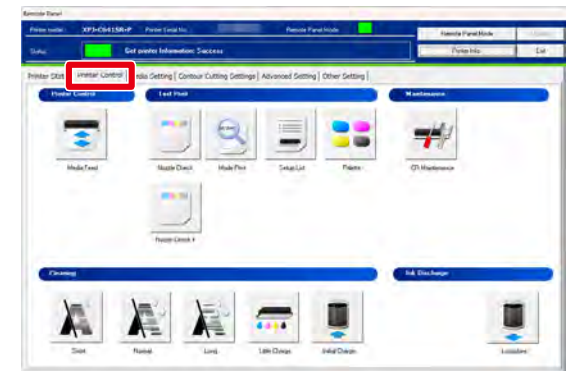 Remote Panel
Printer name: XPJ-C641SR-P Printer Serial No. Remote Panel Mode Remote Panel Mode
Status: Get printer Information: Success Printer Info. Exit
Printer Control Media Setting Contour Cutting Settings Advanced Setting Other Setting
Printer Control Test Print Maintenance
Media Feed Nozzle Check Mode Print Setup List Palette CR Maintenance
Nozzle Check
Cleaning Ink Discharge
Short Normal Long Little Charge Initial Charge